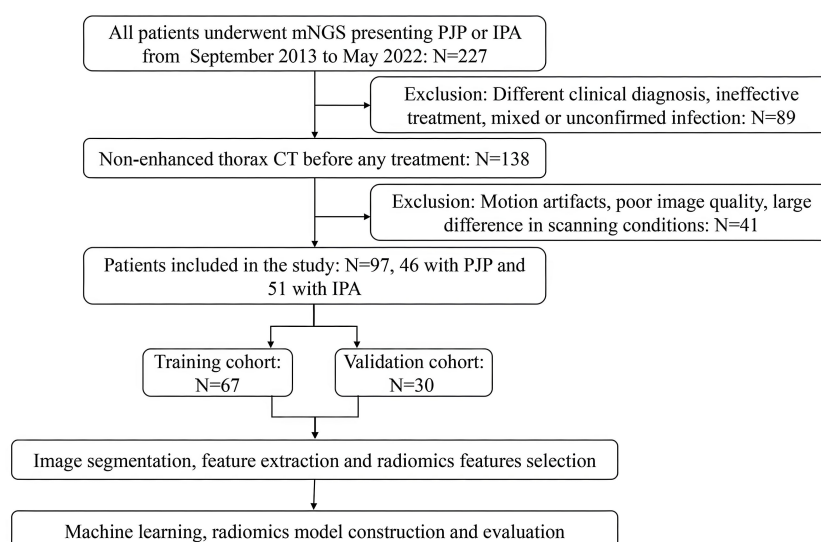 All patients underwent mNGS presenting PJP or IPA
from September 2013 to May 2022: N=227
Exclusion: Different clinical diagnosis, ineffective
treatment, mixed or unconfirmed infection: N=89
Non-enhanced thorax CT before any treatment: N=138
Exclusion: Motion artifacts, poor image quality, large
difference in scanning conditions: N=41
Patients included in the study: N=97, 46 with PJP and
51 with IPA
Training cohort:
N=67
Validation cohort:
N=30
Image segmentation, feature extraction and radiomics features selection
Machine learning, radiomics model construction and evaluation